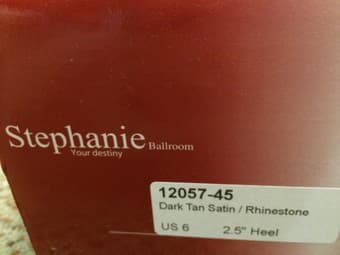 Stephanie Ballroom
Your destiny
12057-45
Dark Tan Satin / Rhinestone
US 6 2.5" Heel